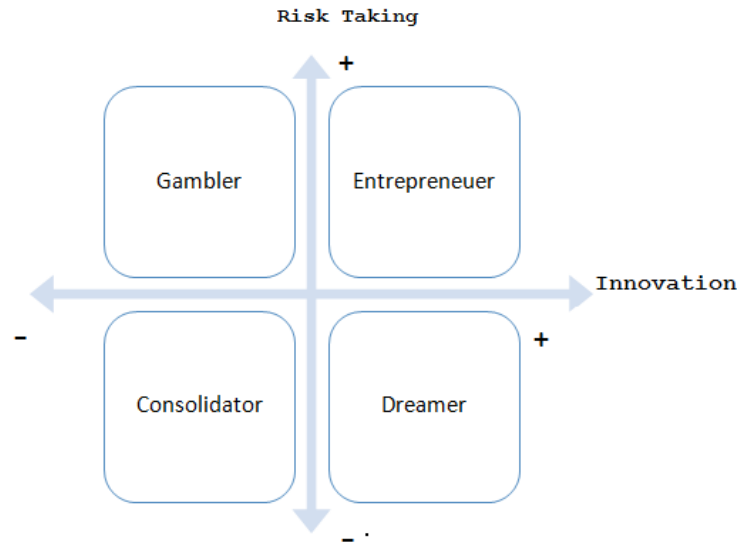 Risk Taking
+
Gambler
Entrepreneuer
Innovation
-
+
Consolidator
Dreamer
-